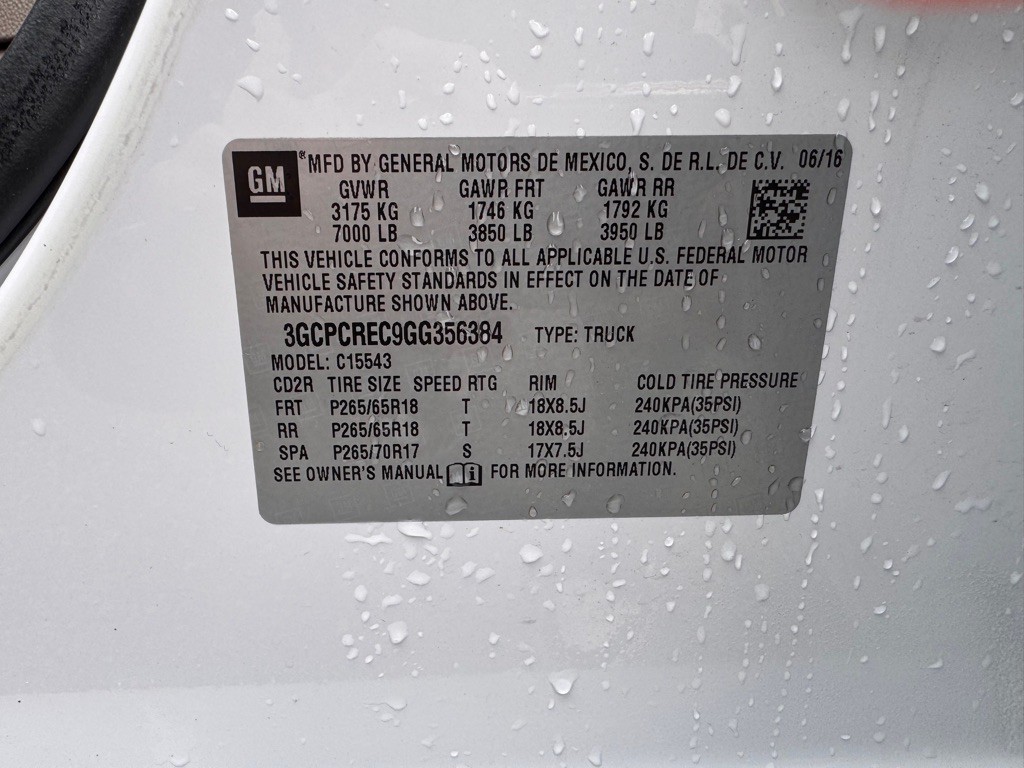 GM ® MFD BY GENERAL MOTORS DE MEXICO, S. DE R.L. DE C.V. 06/16
GVWR GAWR FRT GAWR RR
3175 KG 1746 KG 1792 KG
7000 LB 3850 LB 3950 LB
THIS VEHICLE CONFORMS TO ALL APPLICABLE U.S. FEDERAL MOTOR
VEHICLE SAFETY STANDARDS IN EFFECT ON THE DATE OF
MANUFACTURE SHOWN ABOVE.
3GCPCREC9GG356384 TYPE: TRUCK
MODEL: C15543
CD2R TIRE SIZE SPEED RTG RIM COLD TIRE PRESSURE
FRT P265/65R18 T 18X8.5J 240KPA(35PSI)
RR P265/65R18 T 18X8.5J 240KPA(35PSI)
SPA P265/70R17 S 17X7.5J 240KPA(35PSI)
SEE OWNER'S MANUAL i FOR MORE INFORMATION.